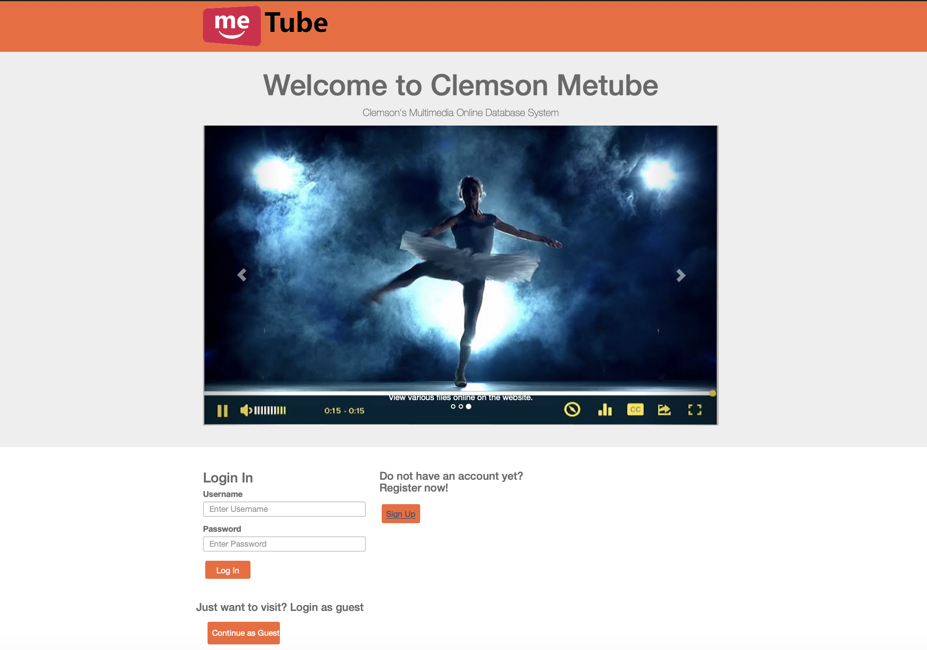 me Tube
Welcome to Clemson Metube
Clemson's Multimedia Online Database System
View various files online on the website.
0:15 - 0:15
CC
Login In
Username
Enter Username
Password
Enter Password
Log in
Do not have an account yet?
Register now!
Sign Up
Just want to visit? Login as guest
Continue as Guest